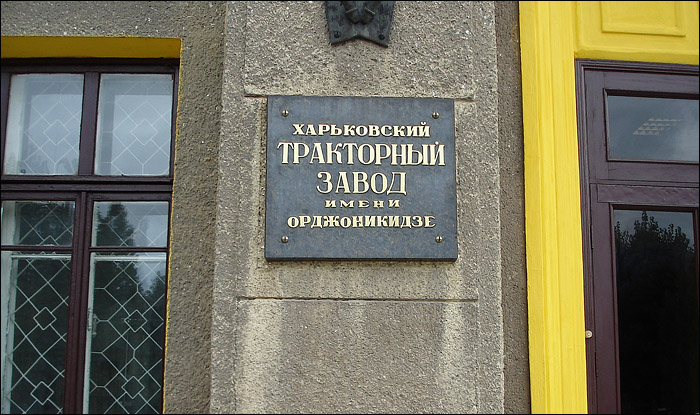 ХАРЬКОВСКИЙ
ТРАКТОРНЫЙ
ЗАВОД
ИМЕНИ
ОРДЖОНИКИДЗЕ